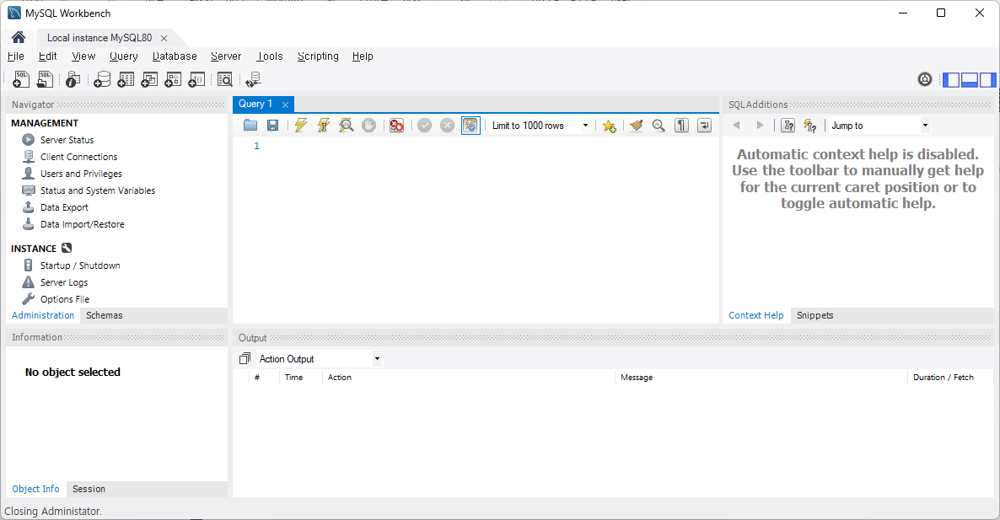 MySQL Workbench
Local instance MySQL80
File Edit View Query Database Server Tools Scripting Help
Navigator
MANAGEMENT
Server Status
Client Connections
Users and Privileges
Status and System Variables
Data Export
Data Import/Restore
INSTANCE
Startup / Shutdown
Server Logs
Options File
Administration Schemas
Information
No object selected
Object Info Session
Query 1
Limit to 1000 rows
1
SQLAdditions
Jump to
Automatic context help is disabled.
Use the toolbar to manually get help
for the current caret position or to
toggle automatic help.
Context Help Snippets
Output
Action Output
# Time Action Message Duration / Fetch
Closing Administator.